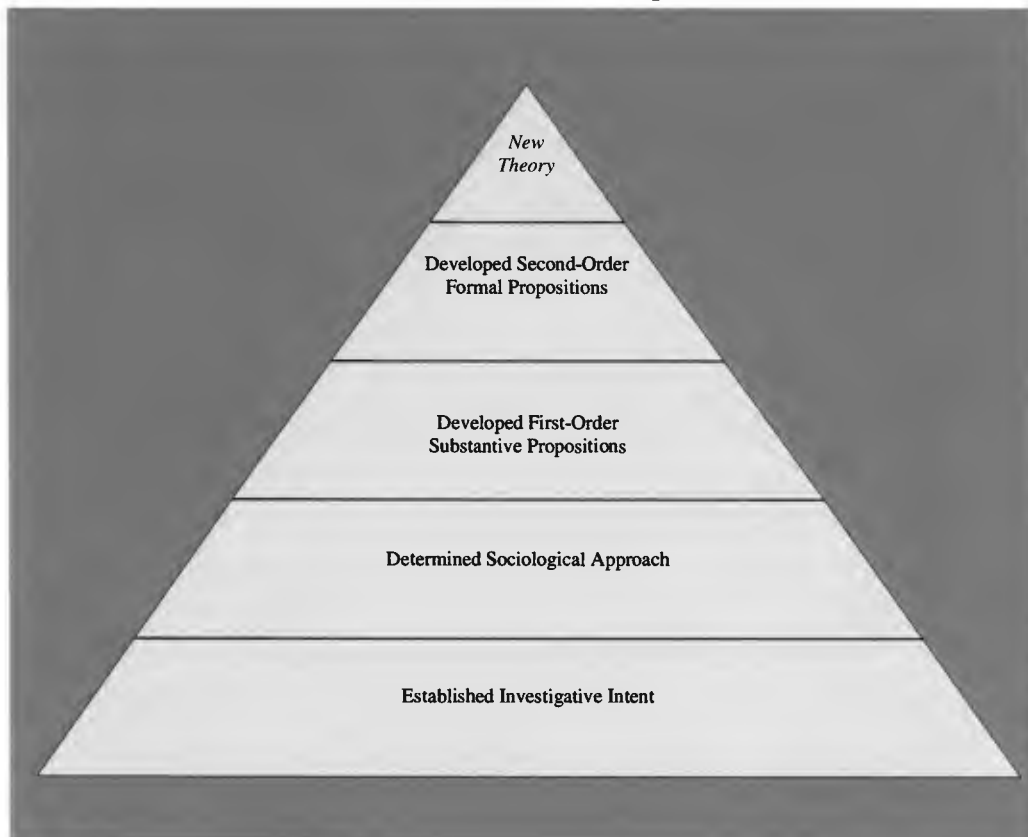 New
Theory
Developed Second-Order
Formal Propositions
Developed First-Order
Substantive Propositions
Determined Sociological Approach
Established Investigative Intent